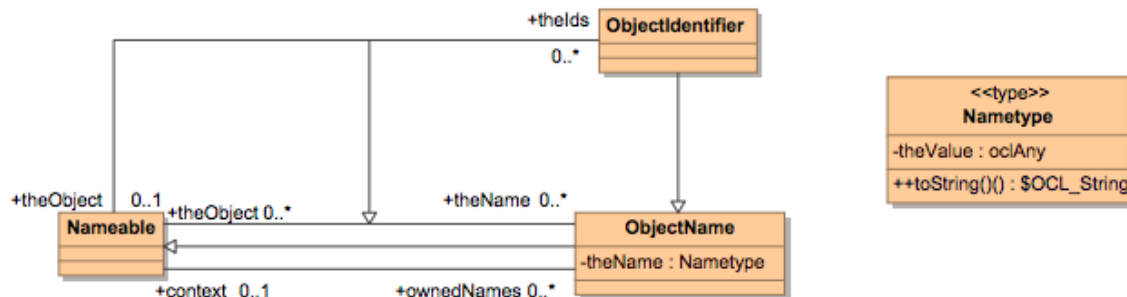 +theIds
ObjectIdentifier
0..*
<<type>>
Nametype
-theValue : oclAny
++toString()() : $OCL_String
+theObject 0..1
+theObject 0..*
+theName 0..*
Nameable
ObjectName
-theName : Nametype
+context 0..1
+ownedNames 0..*